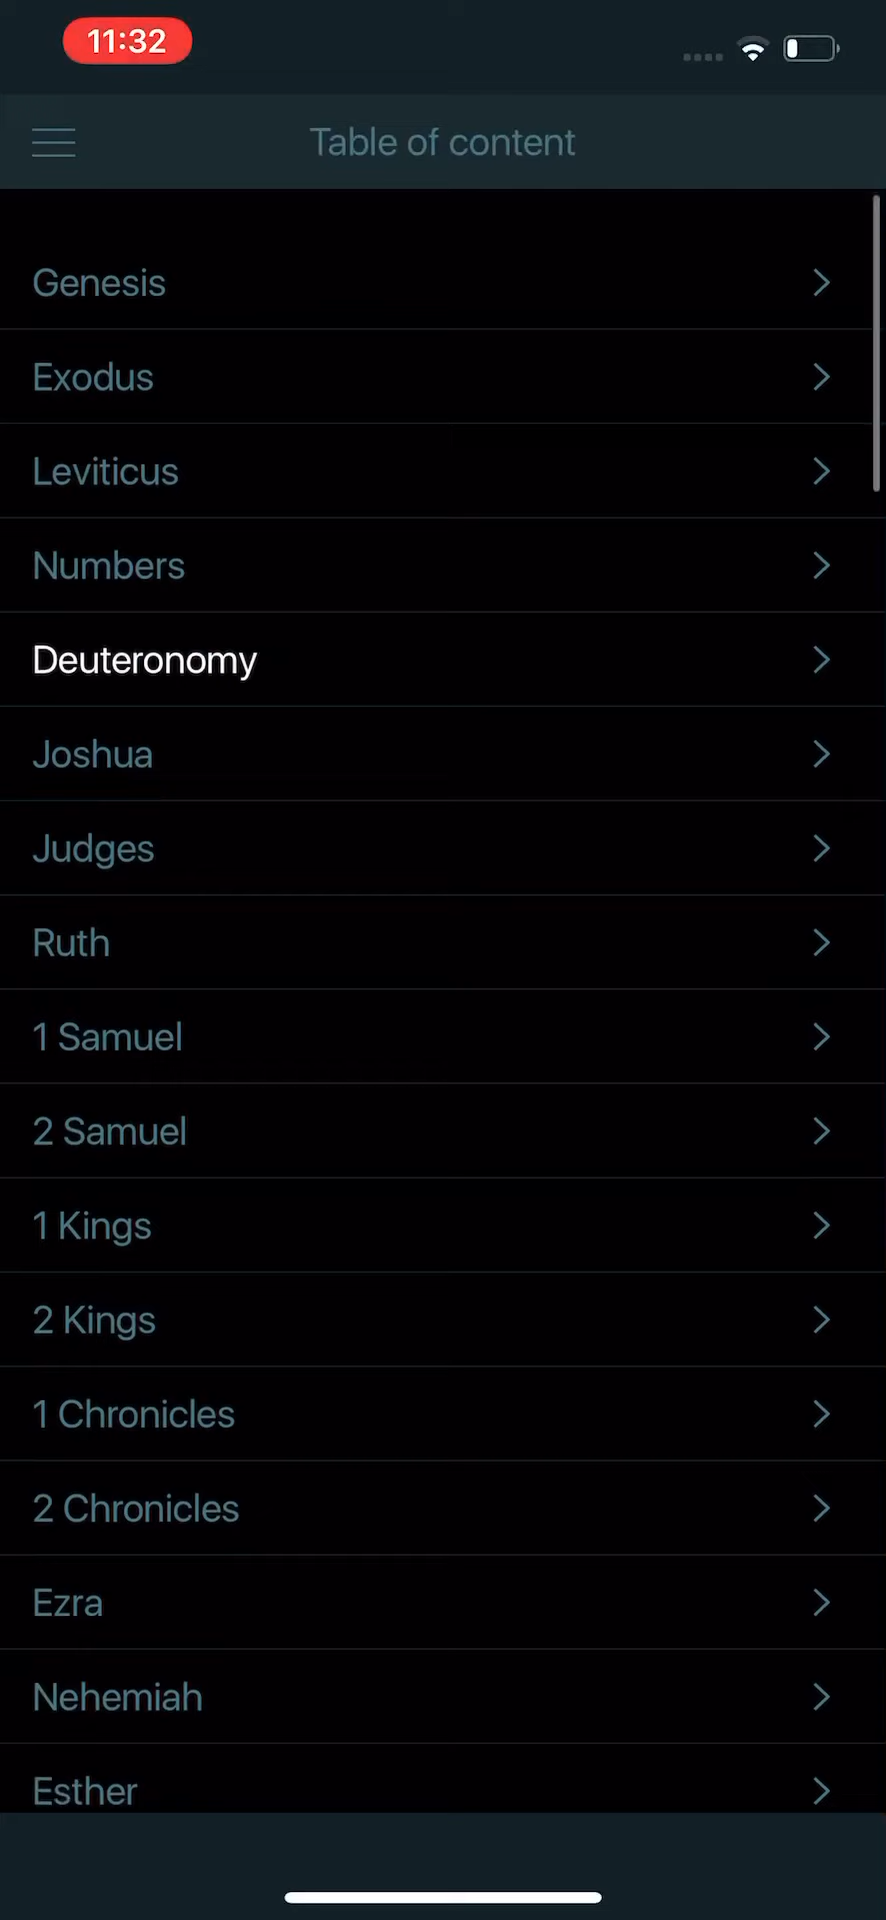 11:32
Table of content
Genesis
Exodus
Leviticus
Numbers
Deuteronomy
Joshua
Judges
Ruth
1 Samuel
2 Samuel
1 Kings
2 Kings
1 Chronicles
2 Chronicles
Ezra
Nehemiah
Esther